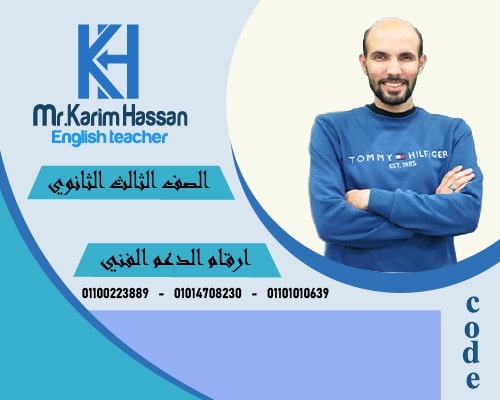 KH
Mr.Karim Hassan
English teacher
الصف الثالث الثانوي
TOMMY HILFIGER
EST. 1985
ارقام الدعم الفني
01100223889 - 01014708230 - 01101010639
code